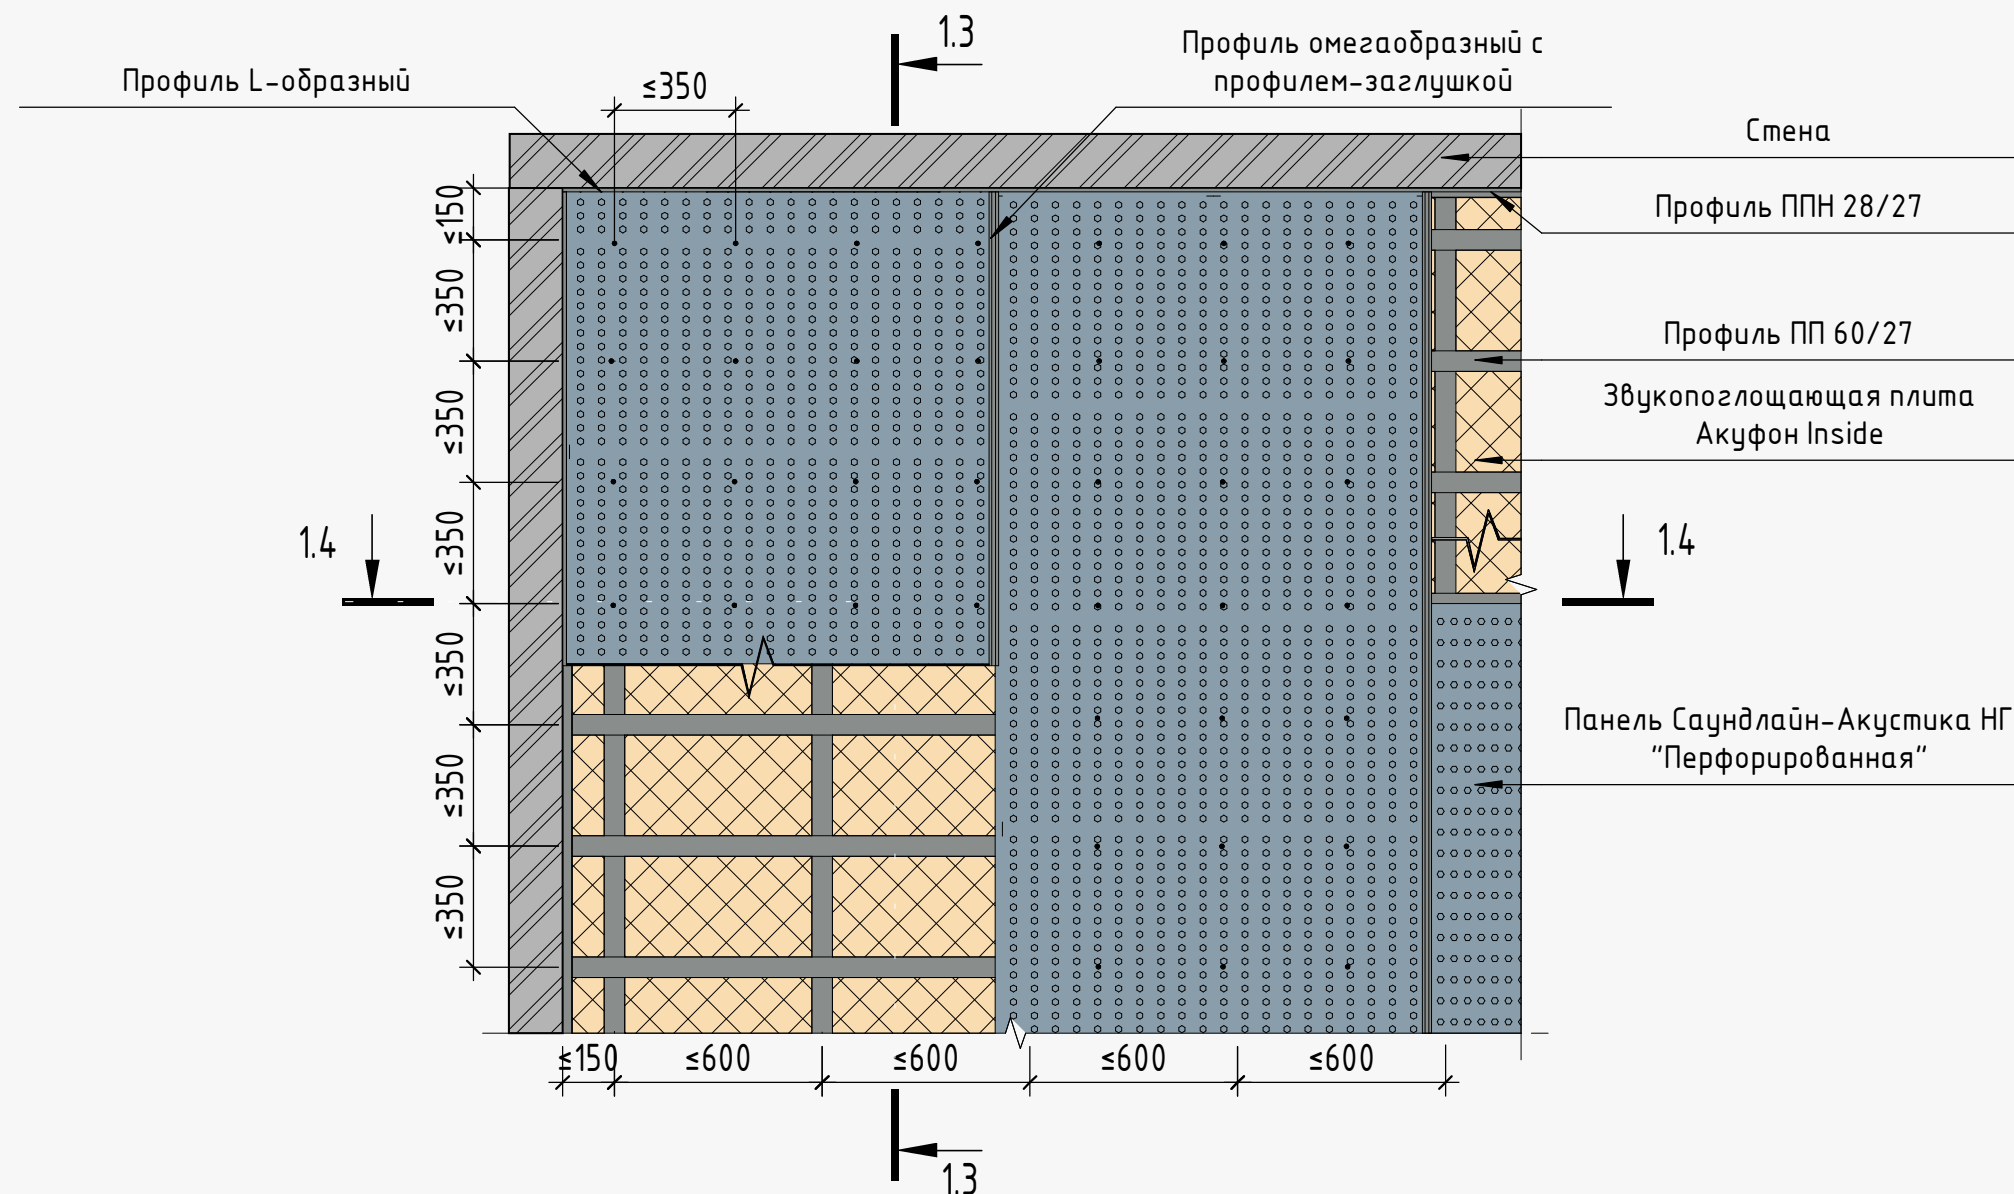 1.3
Профиль омегаобразный с
профилем-заглушкой
Профиль L-образный
≤350
Стена
Профиль ППН 28/27
Профиль ПП 60/27
Звукопоглощающая плита
Акуфон Inside
1.4
1.4
Панель Саундлайн-Акустика НГ
"Перфорированная"
≤150
≤350
≤350
≤350
≤350
≤350
≤350
≤150
≤600
≤600
≤600
≤600
1.3